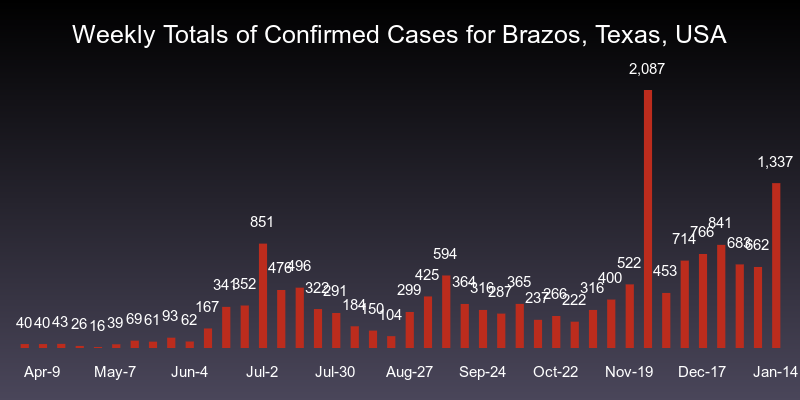 Weekly Totals of Confirmed Cases for Brazos, Texas, USA
40 40 43 26 16 39 69 61 93 62 167 341 352 851 476 496 322 291 184 150 104 299 425 594 364 316 287 365 237 266 222 316 400 522 2,087 453 714 766 841 683 662 1,337
Apr-9 May-7 Jun-4 Jul-2 Jul-30 Aug-27 Sep-24 Oct-22 Nov-19 Dec-17 Jan-14